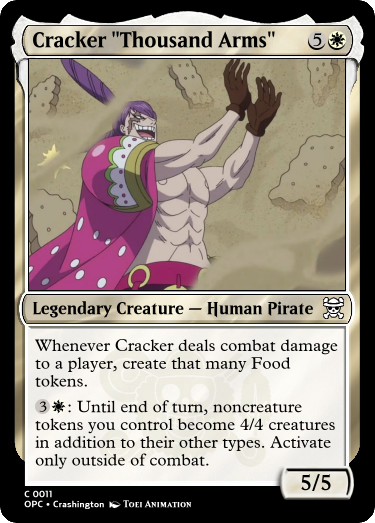 Cracker "Thousand Arms" 5
Legendary Creature — Human Pirate
Whenever Cracker deals combat damage
to a player, create that many Food
tokens.
3: Until end of turn, noncreature
tokens you control become 4/4 creatures
in addition to their other types. Activate
only outside of combat.
5/5
C 0011
OPC • Crashington TOEI ANIMATION